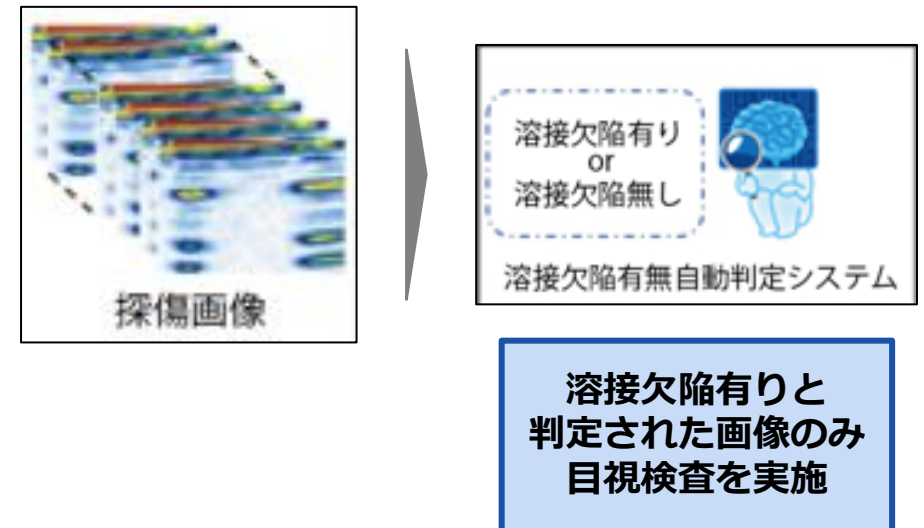 探傷画像
溶接欠陥有り
or
溶接欠陥無し
溶接欠陥有無自動判定システム
溶接欠陥有りと
判定された画像のみ
目視検査を実施